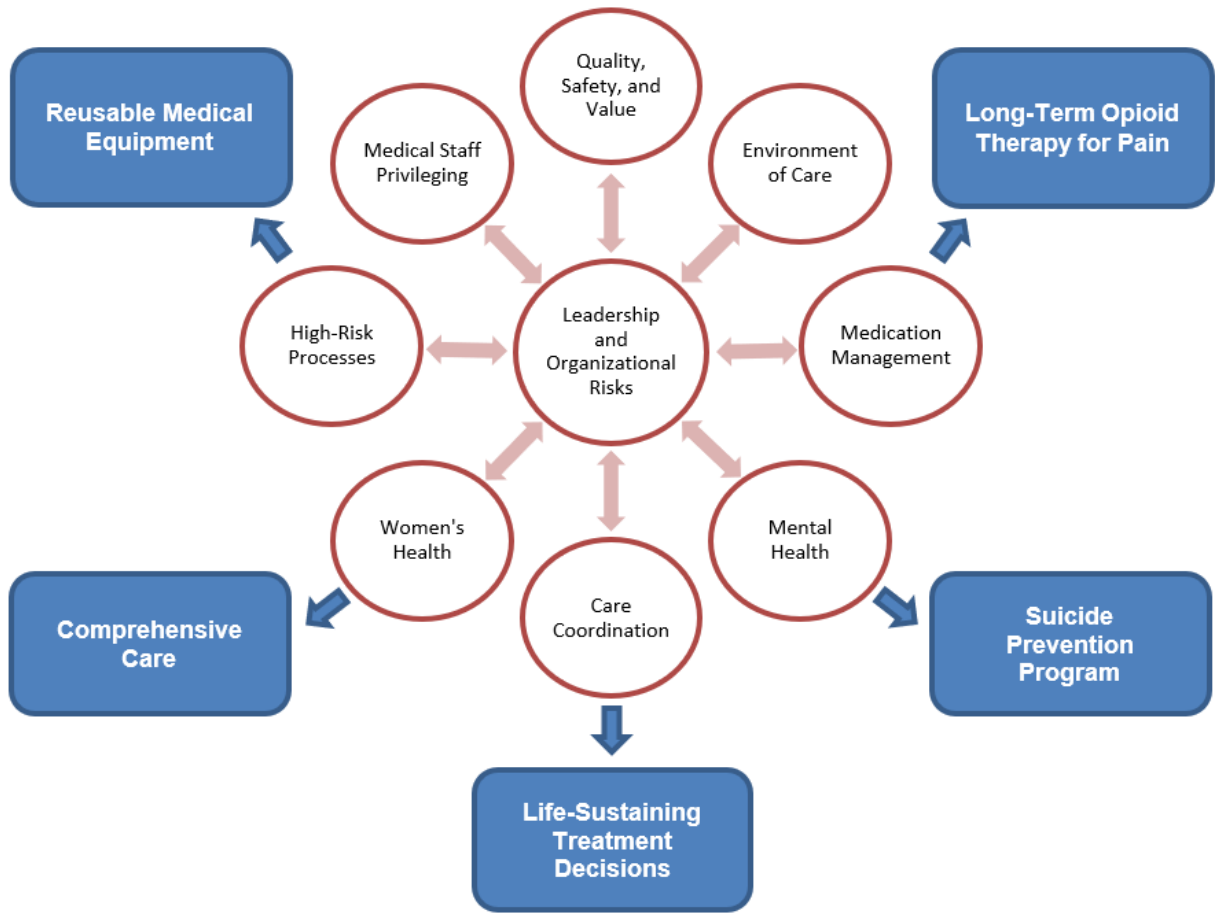 Quality,
Safety, and
Value
Reusable Medical
Equipment
Long-Term Opioid
Therapy for Pain
Medical Staff
Privileging
Environment
of Care
High-Risk
Processes
Leadership
and
Organizational
Risks
Medication
Management
Women's
Health
Mental
Health
Care
Coordination
Comprehensive
Care
Suicide
Prevention
Program
Life-Sustaining
Treatment
Decisions